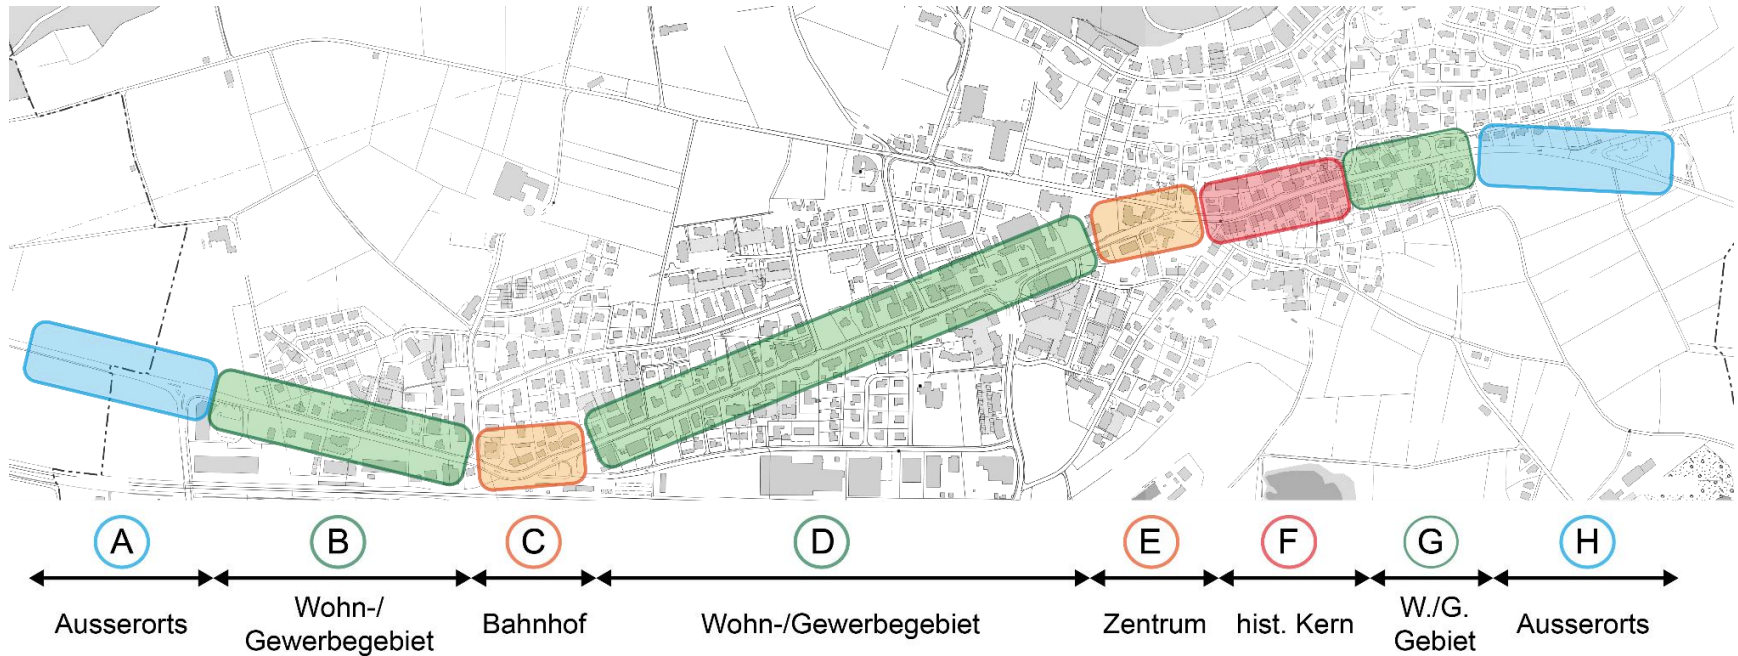 A
B
C
D
E
F
G
H
Ausserorts
Wohn-/
Gewerbegebiet
Bahnhof
Wohn-/Gewerbegebiet
Zentrum
hist. Kern
W./G.
Gebiet
Ausserorts